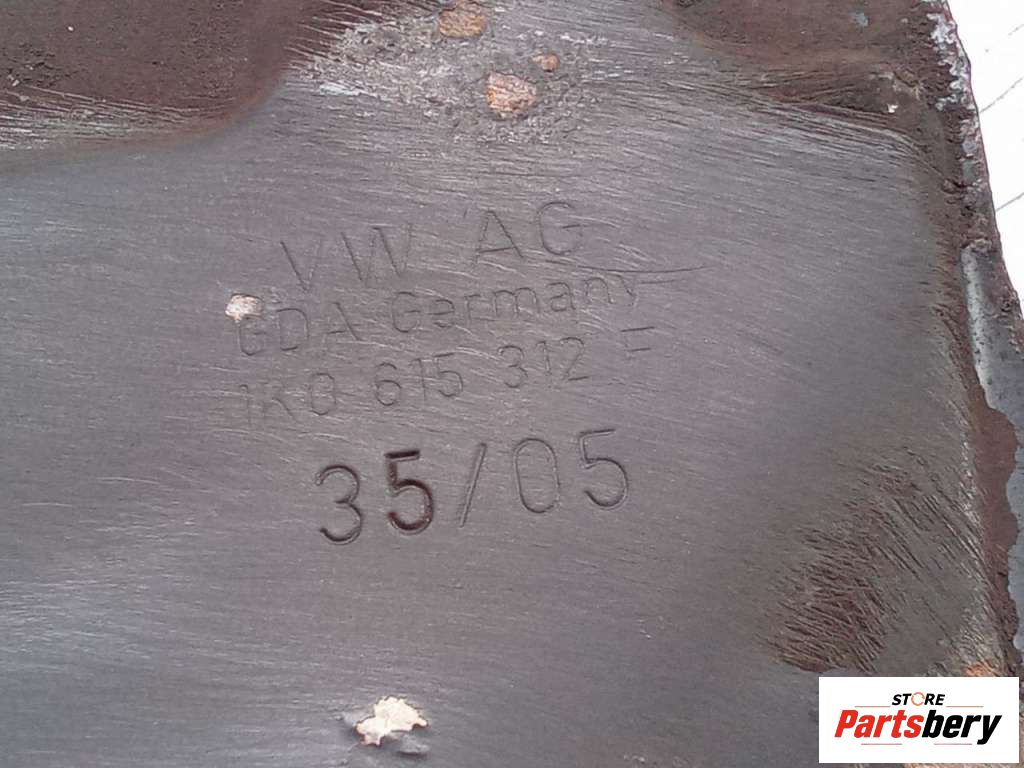 VW AG
GDA Germany
1K0 615 312 F
35/05
STORE
Partsbery